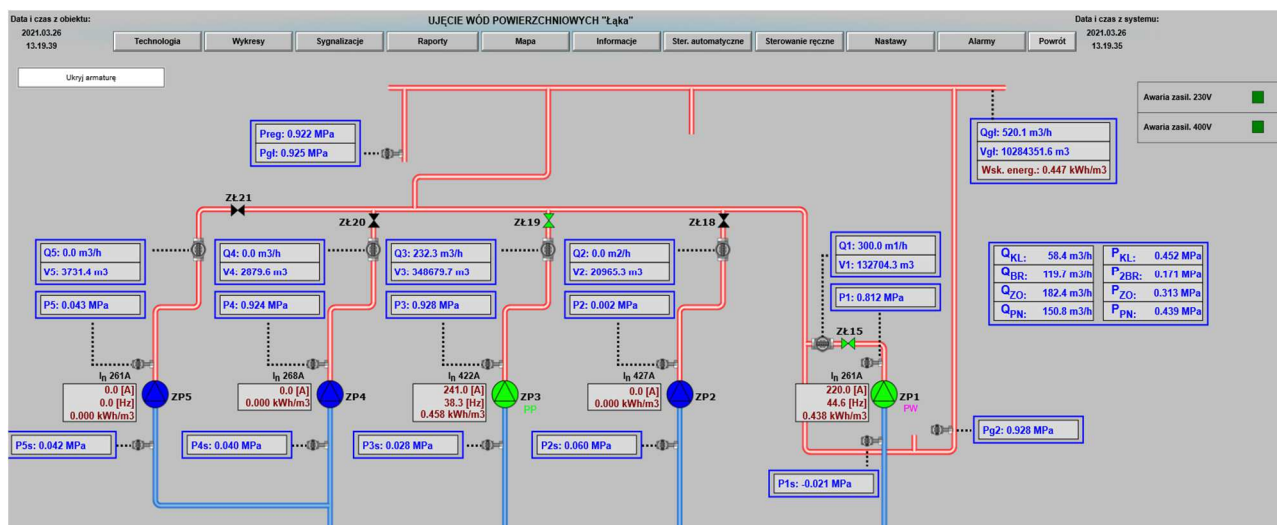 Data i czas z obiektu:
2021.03.26
13.19.39
UJĘCIE WÓD POWIERZCHNIOWYCH "Łąka"
Data i czas z systemu:
2021.03.26
13.19.35
Technologia
Wykresy
Sygnalizacje
Raporty
Mapa
Informacje
Ster. automatyczne
Sterowanie ręczne
Nastawy
Alarmy
Powrót
Ukryj armaturę
Awaria zasil. 230V
Awaria zasil. 400V
Preg: 0.922 MPa
Pgł: 0.925 MPa
Qgł: 520.1 m3/h
Vgł: 10284351.6 m3
Wsk. energ.: 0.447 kWh/m3
ZŁ21
ZŁ20
ZŁ19
ZŁ18
Q5: 0.0 m3/h
V5: 3731.4 m3
P5: 0.043 MPa
Q4: 0.0 m3/h
V4: 2879.6 m3
P4: 0.924 MPa
Q3: 232.3 m3/h
V3: 348679.7 m3
P3: 0.928 MPa
Q2: 0.0 m2/h
V2: 20965.3 m3
P2: 0.002 MPa
Q1: 300.0 m1/h
V1: 132704.3 m3
P1: 0.812 MPa
QKL: 58.4 m3/h
QBR: 119.7 m3/h
QZO: 182.4 m3/h
QPN: 150.8 m3/h
PKL: 0.452 MPa
P2BR: 0.171 MPa
PZO: 0.313 MPa
PPN: 0.439 MPa
ZŁ15
In 261A
0.0 [A]
0.0 [Hz]
0.000 kWh/m3
ZP5
In 268A
0.0 [A]
0.000 kWh/m3
ZP4
In 422A
241.0 [A]
38.3 [Hz]
0.458 kWh/m3
ZP3
PP
In 427A
0.0 [A]
0.000 kWh/m3
ZP2
In 261A
220.0 [A]
44.6 [Hz]
0.438 kWh/m3
ZP1
PW
P5s: 0.042 MPa
P4s: 0.040 MPa
P3s: 0.028 MPa
P2s: 0.060 MPa
P1s: -0.021 MPa
Pg2: 0.928 MPa